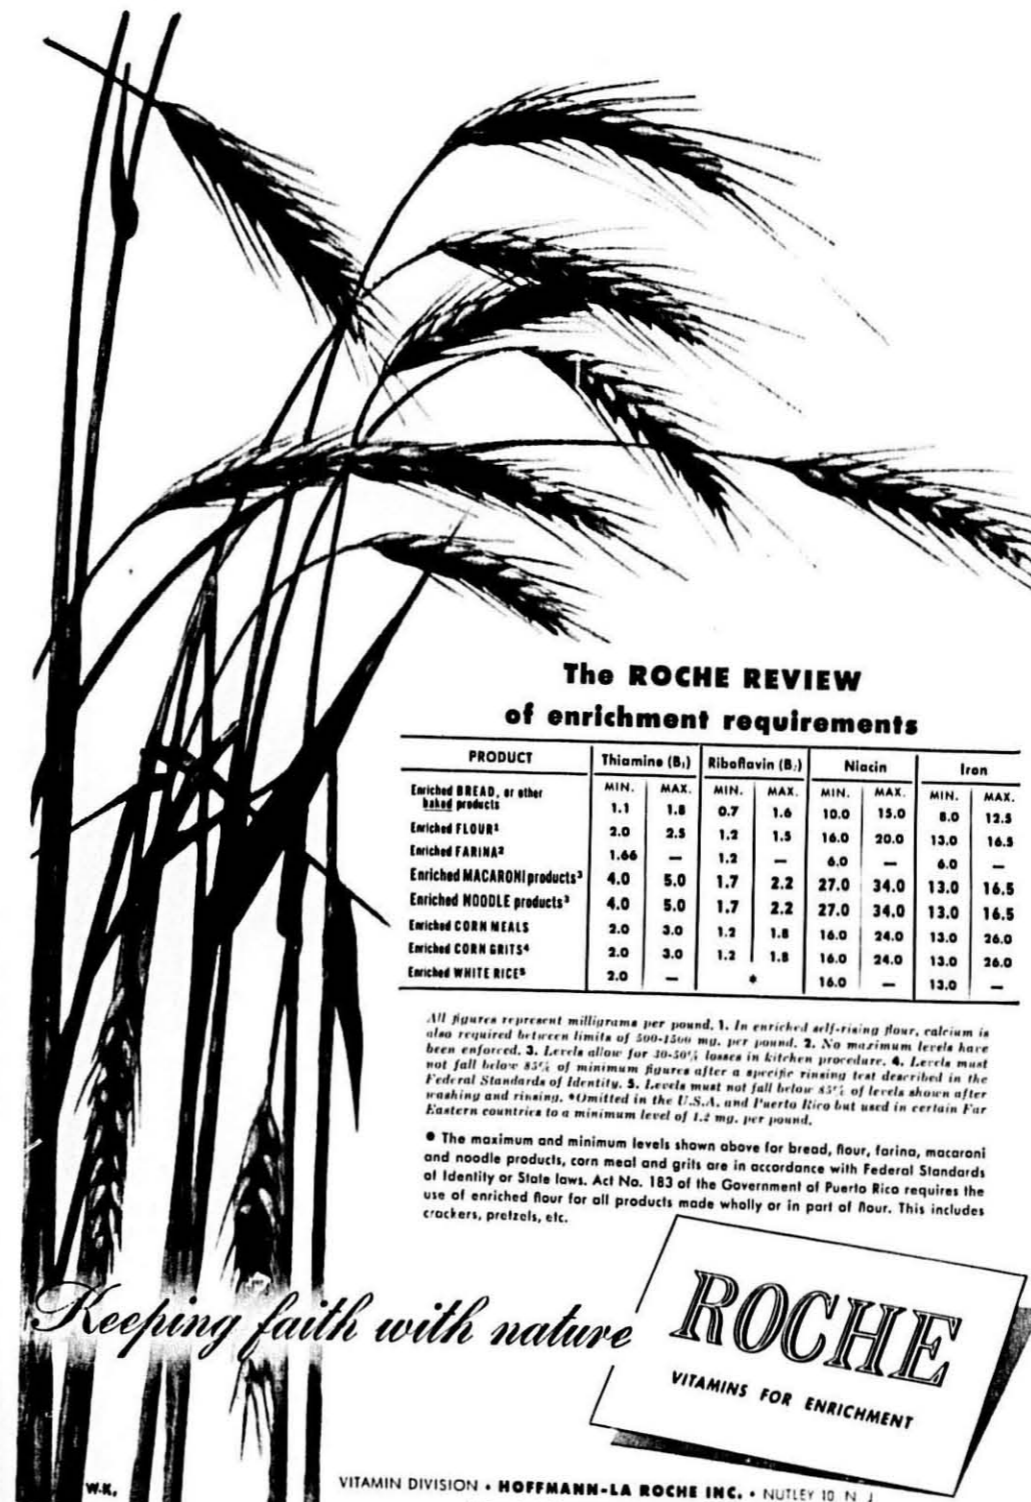 The ROCHE REVIEW
of enrichment requirements
PRODUCT Thiamine (B₁) Riboflavin (B₂) Niacin Iron
MIN. MAX. MIN. MAX. MIN. MAX. MIN. MAX.
Enriched BREAD, or other
baked products 1.1 1.8 0.7 1.6 10.0 15.0 8.0 12.5
Enriched FLOUR¹ 2.0 2.5 1.2 1.5 16.0 20.0 13.0 16.5
Enriched FARINA² 1.66 — 1.2 — 6.0 — 6.0 —
Enriched MACARONI products³ 4.0 5.0 1.7 2.2 27.0 34.0 13.0 16.5
Enriched NOODLE products³ 4.0 5.0 1.7 2.2 27.0 34.0 13.0 16.5
Enriched CORN MEALS 2.0 3.0 1.2 1.8 16.0 24.0 13.0 26.0
Enriched CORN GRITS⁴ 2.0 3.0 1.2 1.8 16.0 24.0 13.0 26.0
Enriched WHITE RICE⁵ 2.0 — * 16.0 — 13.0 —
All figures represent milligrams per pound. 1. In enriched self-rising flour, calcium is
also required between limits of 500-1500 mg. per pound. 2. No maximum levels have
been enforced. 3. Levels allow for 30-50% losses in kitchen procedure. 4. Levels must
not fall below 85% of minimum figures after a specific rinsing test described in the
Federal Standards of Identity. 5. Levels must not fall below 85% of levels shown after
washing and rinsing. *Omitted in the U.S.A. and Puerto Rico but used in certain Far
Eastern countries to a minimum level of 1.2 mg. per pound.
● The maximum and minimum levels shown above for bread, flour, farina, macaroni
and noodle products, corn meal and grits are in accordance with Federal Standards
of Identity or State laws. Act No. 183 of the Government of Puerto Rico requires the
use of enriched flour for all products made wholly or in part of flour. This includes
crackers, pretzels, etc.
Keeping faith with nature
ROCHE
VITAMINS FOR ENRICHMENT
W.K.
VITAMIN DIVISION • HOFFMANN-LA ROCHE INC. • NUTLEY 10 N J